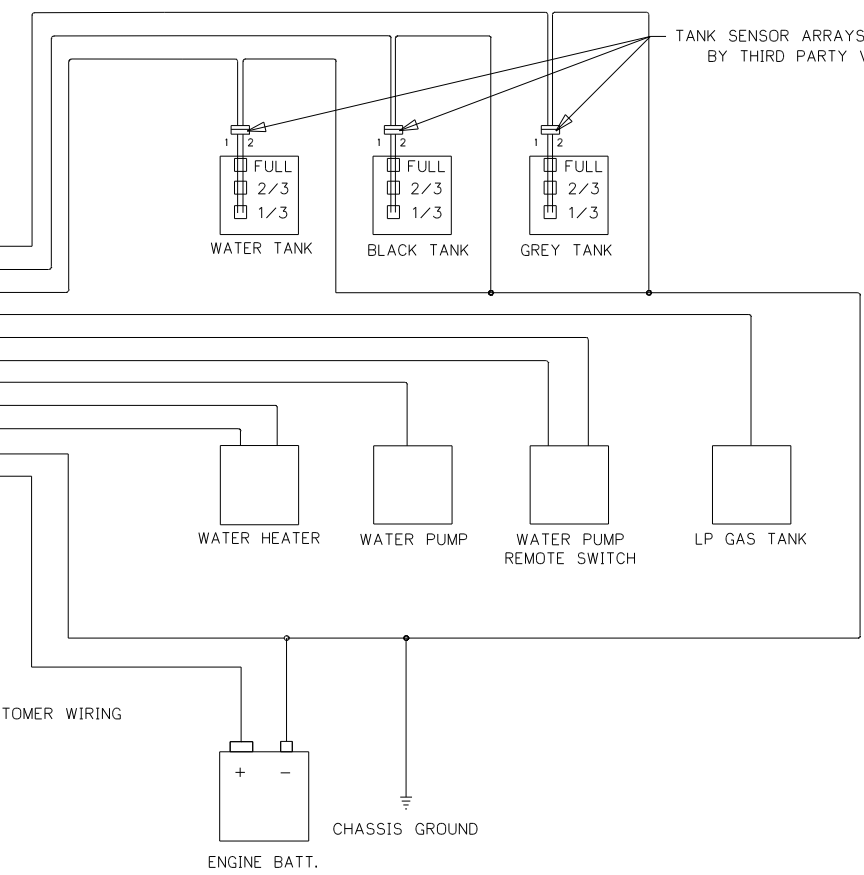 TANK SENSOR ARRAYS
BY THIRD PARTY
1 2
1 2
1 2
FULL
2/3
1/3
FULL
2/3
1/3
FULL
2/3
1/3
WATER TANK
BLACK TANK
GREY TANK
WATER HEATER
WATER PUMP
WATER PUMP
REMOTE SWITCH
LP GAS TANK
TOMER WIRING
+ −
CHASSIS GROUND
ENGINE BATT.